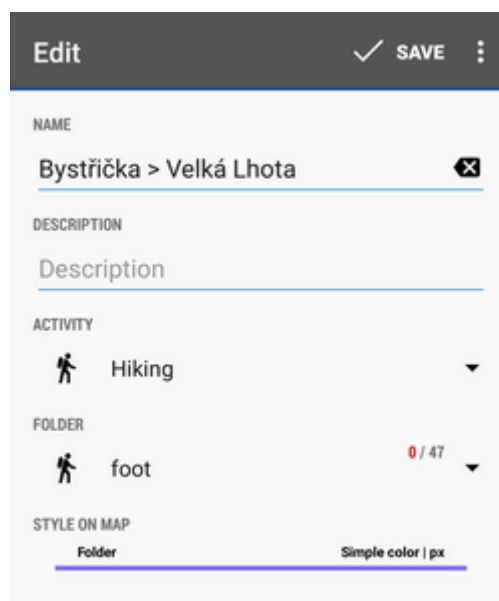 Edit SAVE
NAME
Bystřička > Velká Lhota
DESCRIPTION
Description
ACTIVITY
Hiking
FOLDER
foot 0 / 47
STYLE ON MAP
Folder Simple color | px